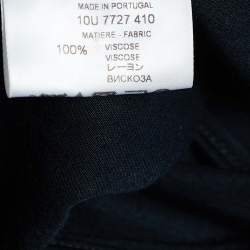 MADE IN PORTUGAL
10U 7727 410
MATIERE - FABRIC
100% VISCOSE
VISCOSE
レーヨン
ВИСКОЗА